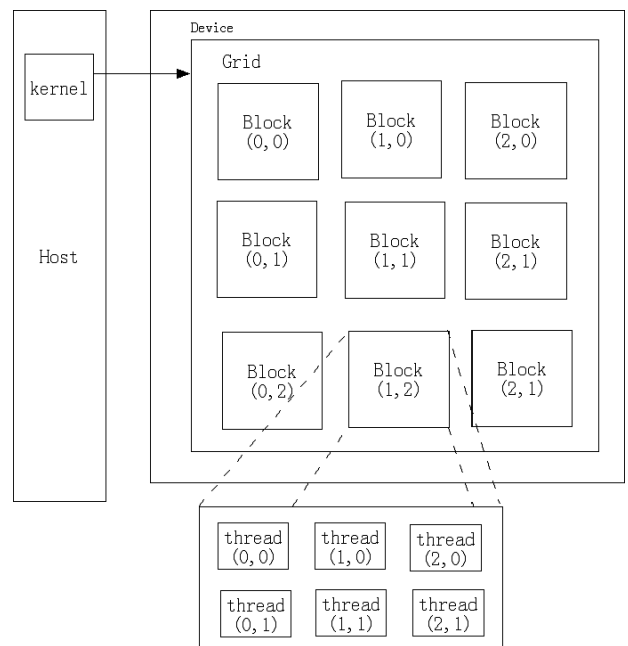 Device
kernel
Grid
Block
(0,0)
Block
(1,0)
Block
(2,0)
Host
Block
(0,1)
Block
(1,1)
Block
(2,1)
Block
(0,2)
Block
(1,2)
Block
(2,1)
thread
(0,0)
thread
(1,0)
thread
(2,0)
thread
(0,1)
thread
(1,1)
thread
(2,1)